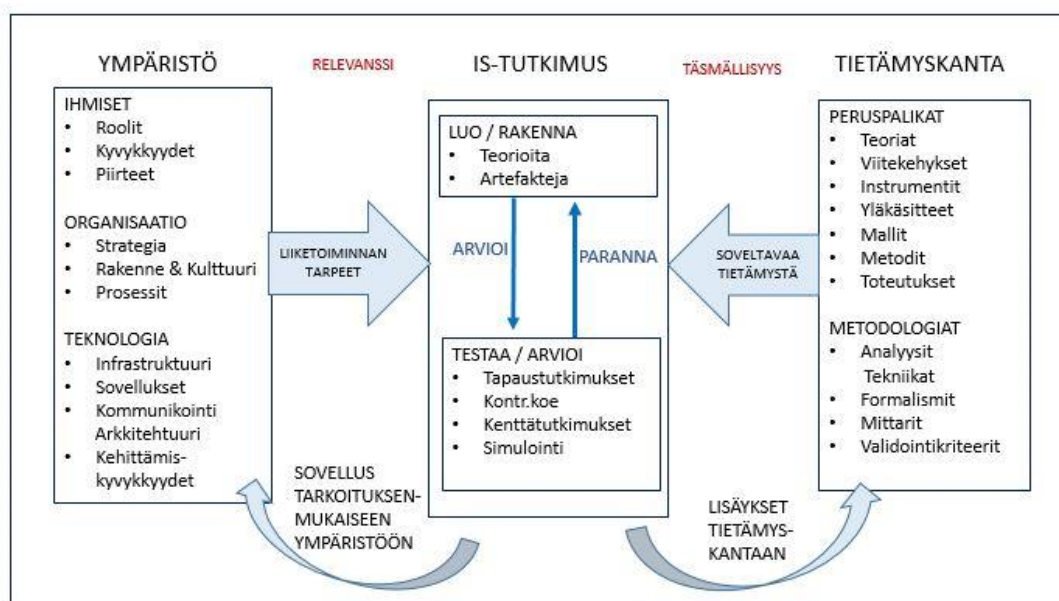 YMPÄRISTÖ
RELEVANSSI
IS-TUTKIMUS
TÄSMÄLLISYYS
TIETÄMYSKANTA
IHMISET
• Roolit
• Kyvykkyydet
• Piirteet
ORGANISAATIO
• Strategia
• Rakenne & Kulttuuri
• Prosessit
TEKNOLOGIA
• Infrastruktuuri
• Sovellukset
• Kommunikointi
Arkkitehtuuri
• Kehittämis-
kyvykkyydet
LIIKETOIMINNAN
TARPEET
LUO / RAKENNA
• Teorioita
• Artefakteja
ARVIOI
PARANNA
TESTAA / ARVIOI
• Tapaustutkimukset
• Kontr.koe
• Kenttätutkimukset
• Simulointi
SOVELTAVAA
TIETÄMYSTÄ
PERUSPALIKAT
• Teoriat
• Viitekehykset
• Instrumentit
• Yläkäsitteet
• Mallit
• Metodit
• Toteutukset
METODOLOGIAT
• Analyysit
Tekniikat
• Formalismit
• Mittarit
• Validointikriteerit
SOVELLUS
TARKOITUKSEN-
MUKAISEEN
YMPÄRISTÖÖN
LISÄYKSET
TIETÄMYS-
KANTAAN